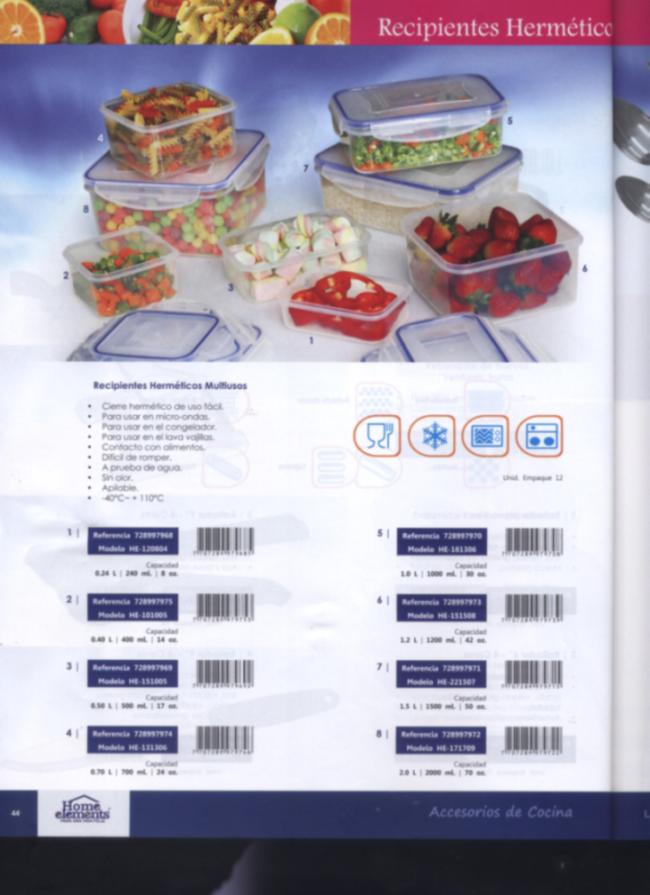 Recipientes Hermético
4
5
7
8
2
3
6
1
Recipientes Herméticos Multiusos
• Cierre hermético de uso fácil.
• Para usar en micro-ondas.
• Para usar en el congelador.
• Para usar en el lava vajillas.
• Contacto con alimentos.
• Difícil de romper.
• A prueba de agua.
• Sin olor.
• Apilable.
• -40°C~ + 110°C
Unid. Empaque 12
1 | Referencia 728997968
Modelo HE-120804
Capacidad
0.24 L | 240 ml. | 8 oz.
2 | Referencia 728997975
Modelo HE-101005
Capacidad
0.40 L | 400 ml. | 14 oz.
3 | Referencia 728997969
Modelo HE-151005
Capacidad
0.50 L | 500 ml. | 17 oz.
4 | Referencia 728997974
Modelo HE-131306
Capacidad
0.70 L | 700 ml. | 24 oz.
5 | Referencia 728997970
Modelo HE-181306
Capacidad
1.0 L | 1000 ml. | 30 oz.
6 | Referencia 728997973
Modelo HE-151508
Capacidad
1.2 L | 1200 ml. | 42 oz.
7 | Referencia 728997971
Modelo HE-221507
Capacidad
1.5 L | 1500 ml. | 50 oz.
8 | Referencia 728997972
Modelo HE-171709
Capacidad
2.0 L | 2000 ml. | 70 oz.
44
Home
elements
Accesorios de Cocina